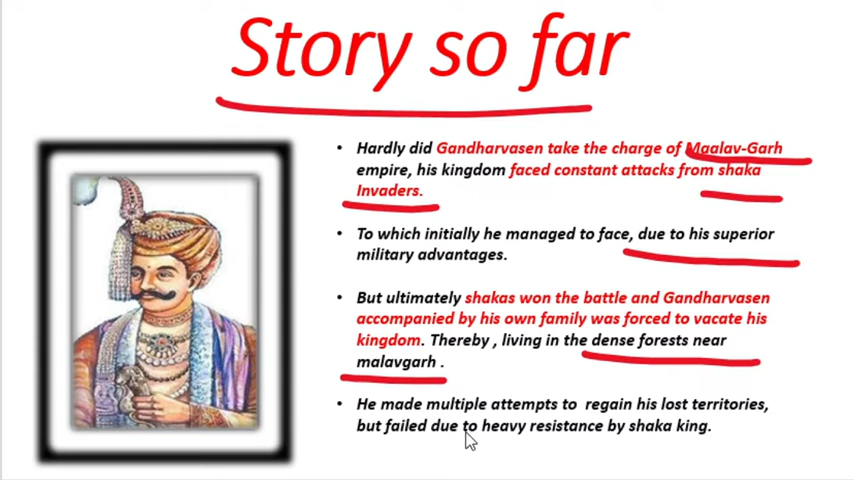 Story so far
• Hardly did Gandharvasen take the charge of Maalav-Garh
empire, his kingdom faced constant attacks from shaka
Invaders.
• To which initially he managed to face, due to his superior
military advantages.
• But ultimately shakas won the battle and Gandharvasen
accompanied by his own family was forced to vacate his
kingdom. Thereby , living in the dense forests near
malavgarh .
• He made multiple attempts to  regain his lost territories,
but failed due to heavy resistance by shaka king.